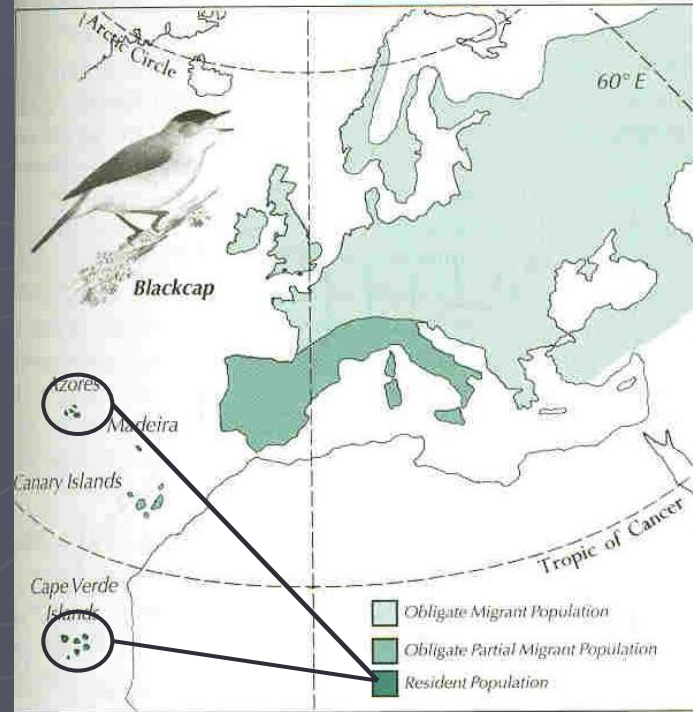 Arctic Circle
60° E
Blackcap
Azores
Madeira
Canary Islands
Cape Verde
Islands
Tropic of Cancer
Obligate Migrant Population
Obligate Partial Migrant Population
Resident Population